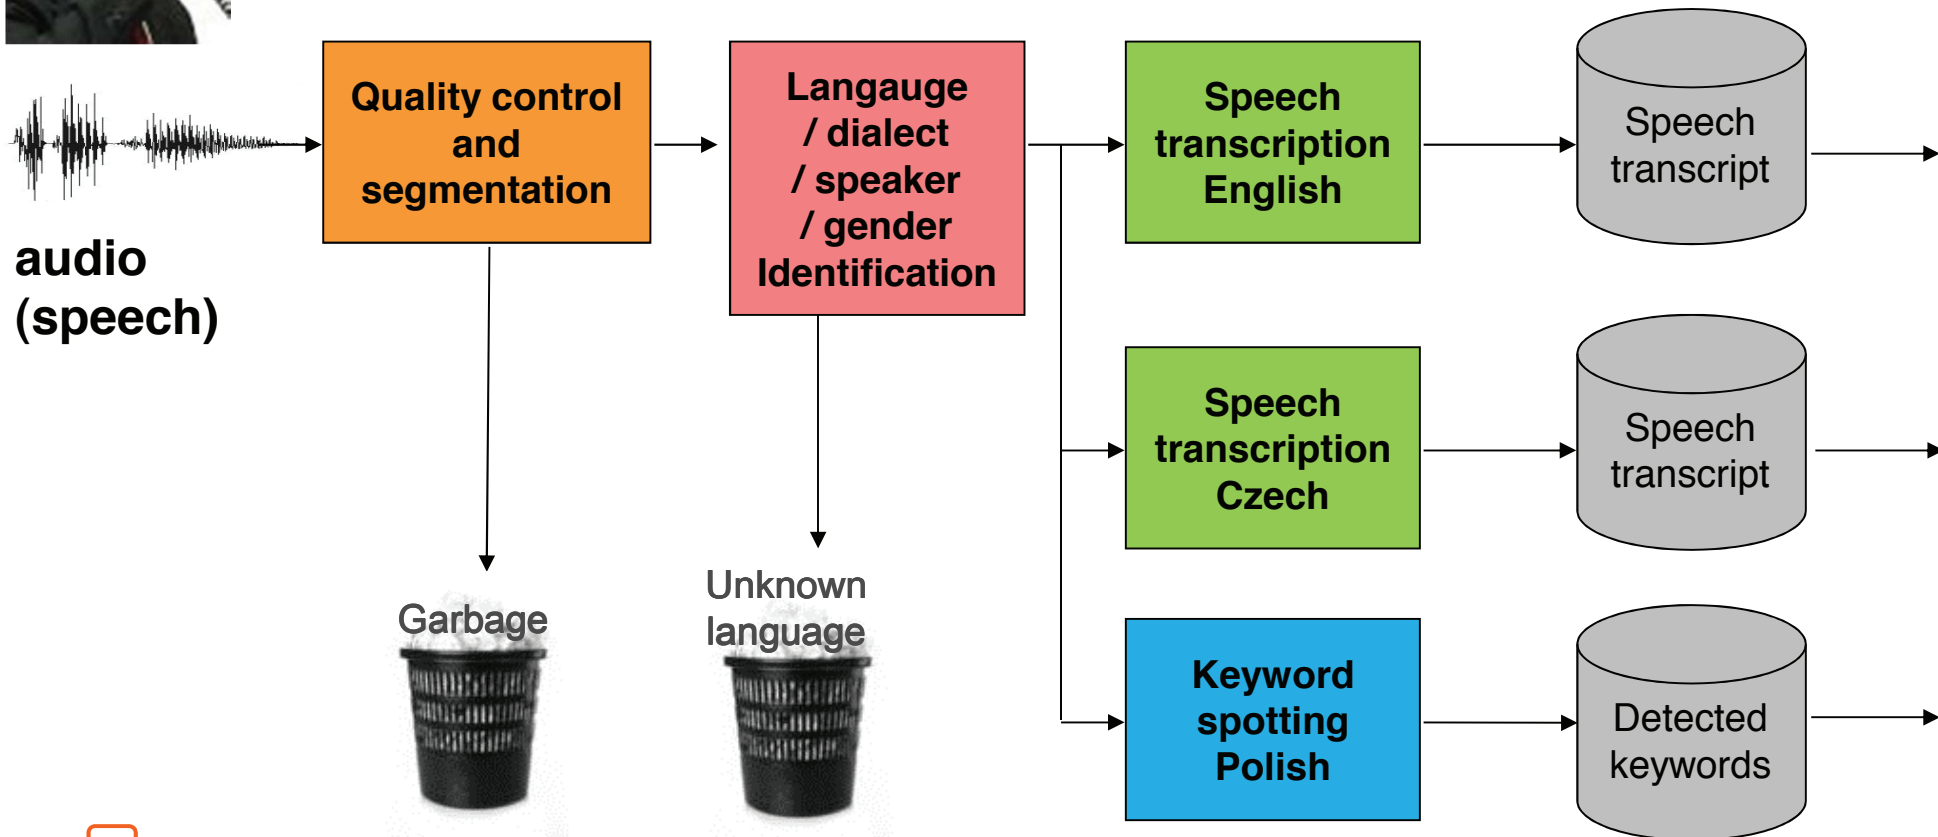 audio
(speech)
Quality control
and
segmentation
Langauge
/ dialect
/ speaker
/ gender
Identification
Speech
transcription
English
Speech
transcript
Speech
transcription
Czech
Speech
transcript
Garbage
Unknown
language
Keyword
spotting
Polish
Detected
keywords